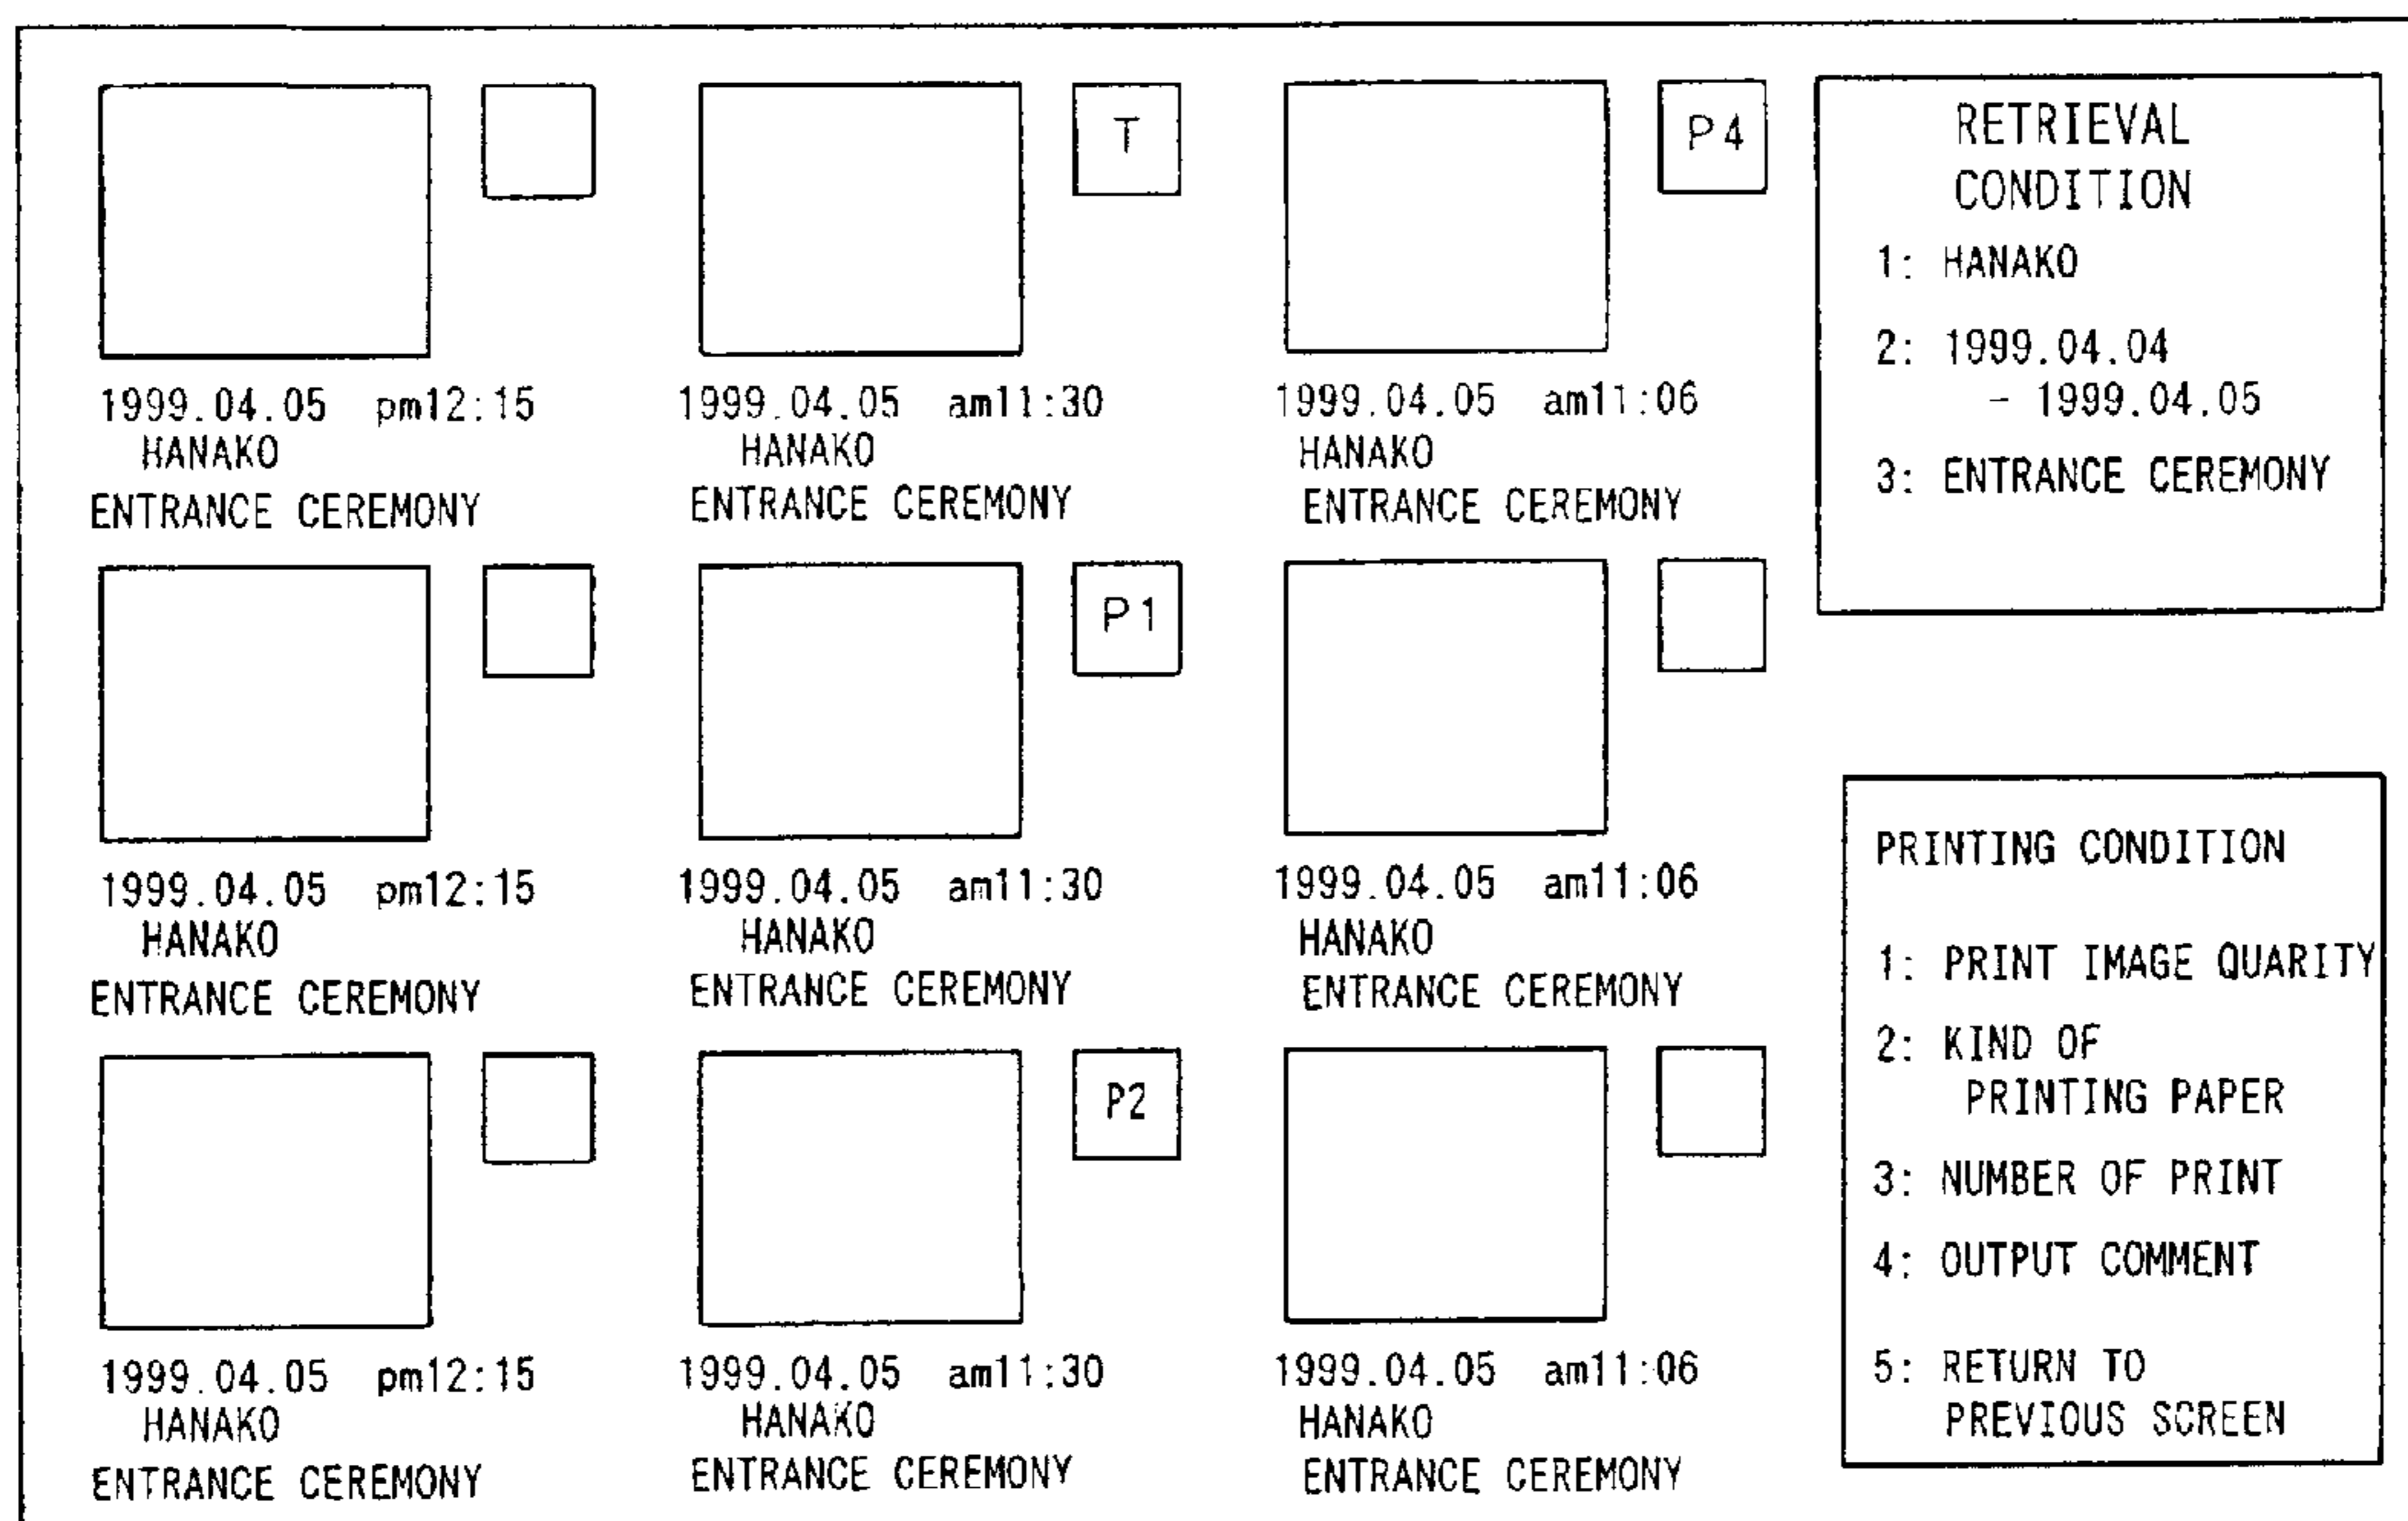 T
P4
1999.04.05 pm12:15
HANAKO
ENTRANCE CEREMONY
1999.04.05 am11:30
HANAKO
ENTRANCE CEREMONY
1999.04.05 am11:06
HANAKO
ENTRANCE CEREMONY
P1
1999.04.05 pm12:15
HANAKO
ENTRANCE CEREMONY
1999.04.05 am11:30
HANAKO
ENTRANCE CEREMONY
1999.04.05 am11:06
HANAKO
ENTRANCE CEREMONY
P2
1999.04.05 pm12:15
HANAKO
ENTRANCE CEREMONY
1999.04.05 am11:30
HANAKO
ENTRANCE CEREMONY
1999.04.05 am11:06
HANAKO
ENTRANCE CEREMONY
RETRIEVAL
CONDITION
1: HANAKO
2: 1999.04.04
- 1999.04.05
3: ENTRANCE CEREMONY
PRINTING CONDITION
1: PRINT IMAGE QUARITY
2: KIND OF
PRINTING PAPER
3: NUMBER OF PRINT
4: OUTPUT COMMENT
5: RETURN TO
PREVIOUS SCREEN